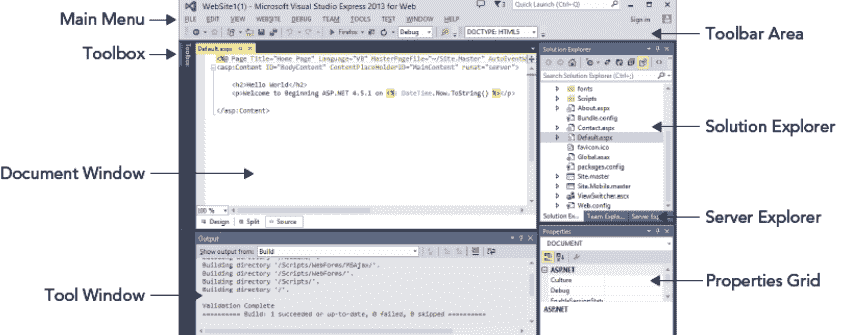 WebSite1(1) - Microsoft Visual Studio Express 2013 for Web
Quick Launch (Ctrl+Q)
Main Menu
FILE EDIT VIEW WEBSITE DEBUG TEAM TOOLS TEST WINDOW HELP
Sign in
Firefox
Debug
DOCTYPE: HTML5
Toolbar Area
Toolbox
Toolbox
Default.aspx
<%@ Page Title="Home Page" Language="VB" MasterPageFile="~/Site.Master"
<asp:Content ID="BodyContent" ContentPlaceHolderID="MainContent" runat="server">
<h2>Hello World</h2>
<p>Welcome to Beginning ASP.NET 4.5.1 on <%: DateTime.Now.ToString() %></p>
</asp:Content>
Document Window
100 %
Design
Split
Source
Solution Explorer
Search Solution Explorer (Ctrl+;)
fonts
Scripts
About.aspx
Bundle.config
Contact.aspx
Default.aspx
favicon.ico
Global.asax
packages.config
Site.master
Site.Mobile.master
ViewSwitcher.ascx
Web.config
Solution Explorer
Solution Ex...
Team Explo...
Server Exp...
Server Explorer
Output
Show output from: Build
Building directory '/Scripts/WebForms/MSAjax/'.
Building directory '/Scripts/WebForms/'.
Building directory '/Scripts/'.
Building directory '/'.
Validation Complete
========== Build: 1 succeeded or up-to-date, 0 failed, 0 skipped ==========
Tool Window
Properties
DOCUMENT
ASP.NET
Culture
Debug
EnableSessionState
ASP.NET
Properties Grid